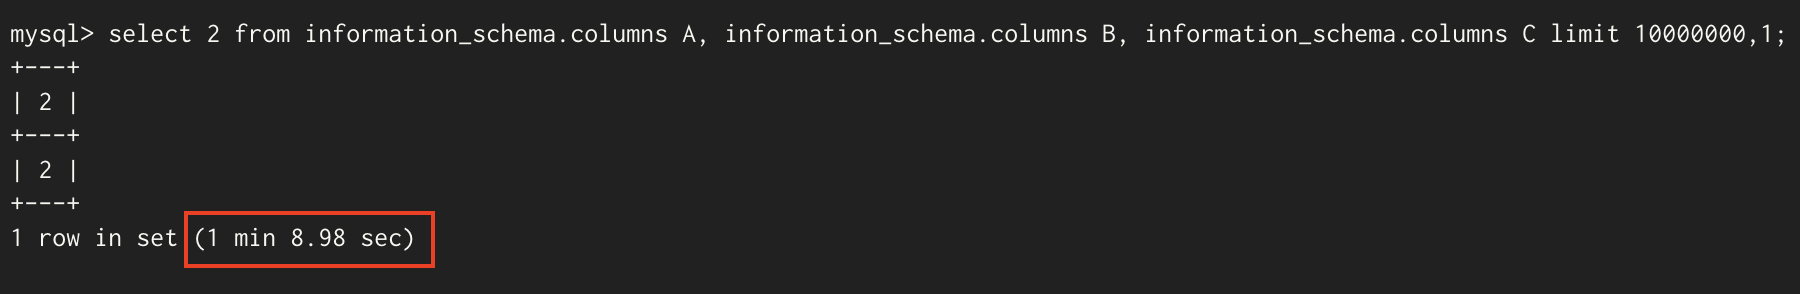 mysql> select 2 from information_schema.columns A, information_schema.columns B, information_schema.columns C limit 10000000,1;
+---+
| 2 |
+---+
| 2 |
+---+
1 row in set (1 min 8.98 sec)